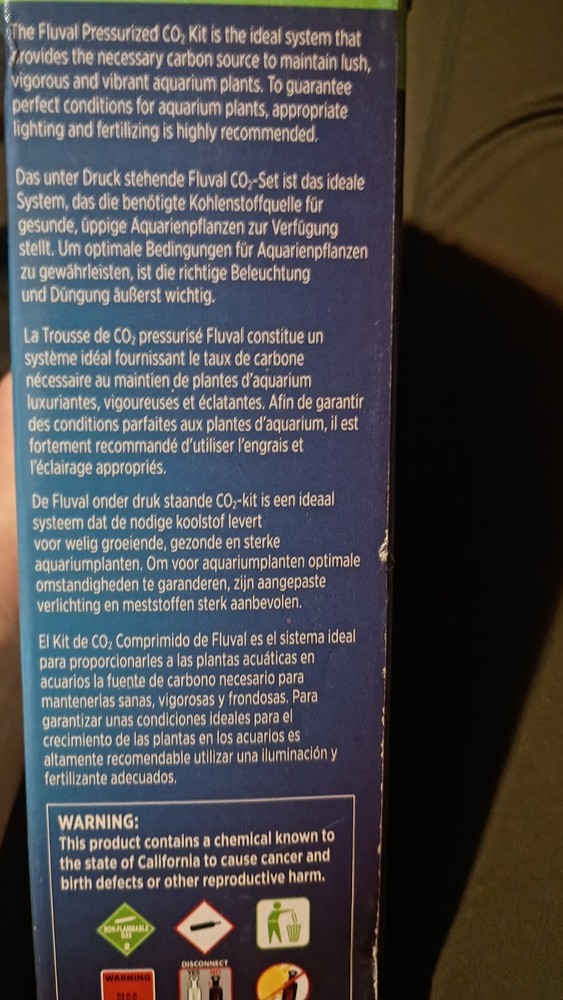 The Fluval Pressurized CO₂ Kit is the ideal system that
provides the necessary carbon source to maintain lush,
vigorous and vibrant aquarium plants. To guarantee
perfect conditions for aquarium plants, appropriate
lighting and fertilizing is highly recommended.
Das unter Druck stehende Fluval CO₂-Set ist das ideale
System, das die benötigte Kohlenstoffquelle für
gesunde, üppige Aquarienpflanzen zur Verfügung
stellt. Um optimale Bedingungen für Aquarienpflanzen
zu gewährleisten, ist die richtige Beleuchtung
und Düngung äußerst wichtig.
La Trousse de CO₂ pressurisé Fluval constitue un
système idéal fournissant le taux de carbone
nécessaire au maintien de plantes d'aquarium
luxuriantes, vigoureuses et éclatantes. Afin de garantir
des conditions parfaites aux plantes d'aquarium, il est
fortement recommandé d'utiliser l'engrais et
l'éclairage appropriés.
De Fluval onder druk staande CO₂-kit is een ideaal
systeem dat de nodige koolstof levert
voor welig groeiende, gezonde en sterke
aquariumplanten. Om voor aquariumplanten optimale
omstandigheden te garanderen, zijn aangepaste
verlichting en meststoffen sterk aanbevolen.
El Kit de CO₂ Comprimido de Fluval es el sistema ideal
para proporcionarles a las plantas acuáticas en
acuarios la fuente de carbono necesario para
mantenerlas sanas, vigorosas y frondosas. Para
garantizar unas condiciones ideales para el
crecimiento de las plantas en los acuarios es
altamente recomendable utilizar una iluminación y
fertilizante adecuados.
WARNING:
This product contains a chemical known to
the state of California to cause cancer and
birth defects or other reproductive harm.
NON-FLAMMABLE
GAS
2
DISCONNECT
YES NO
WARNING
MAX